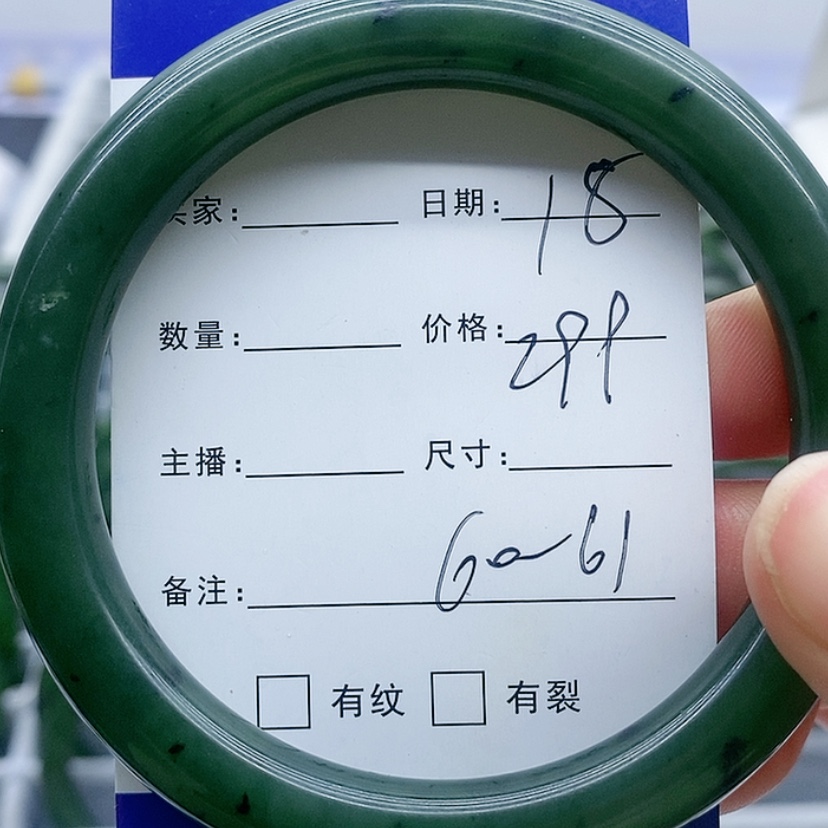 家: 日期: 18
数量: 价格: 299
主播: 尺寸:
备注: 60~61
有纹 有裂